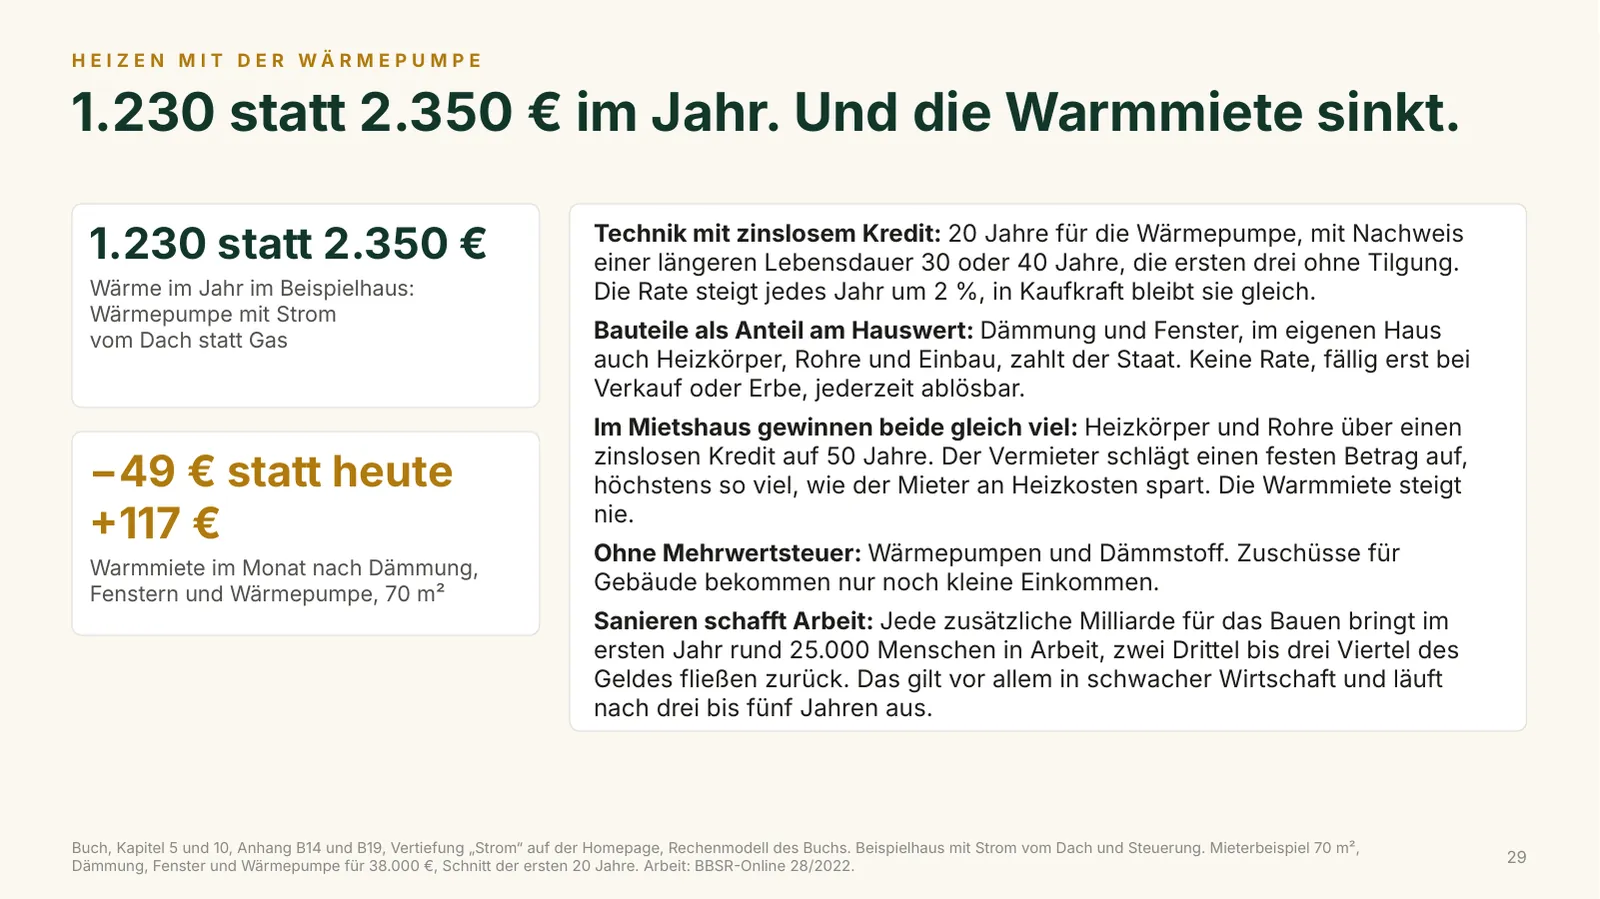 HEIZEN MIT DER WÄRMEPUMPE
1.230 statt 2.350 € im Jahr. Und die Warmmiete sinkt.
1.230 statt 2.350 €
Wärme im Jahr im Beispielhaus:
Wärmepumpe mit Strom
vom Dach statt Gas
−49 € statt heute
+117 €
Warmmiete im Monat nach Dämmung,
Fenstern und Wärmepumpe, 70 m²
Technik mit zinslosem Kredit: 20 Jahre für die Wärmepumpe, mit Nachweis
einer längeren Lebensdauer 30 oder 40 Jahre, die ersten drei ohne Tilgung.
Die Rate steigt jedes Jahr um 2 %, in Kaufkraft bleibt sie gleich.
Bauteile als Anteil am Hauswert: Dämmung und Fenster, im eigenen Haus
auch Heizkörper, Rohre und Einbau, zahlt der Staat. Keine Rate, fällig erst bei
Verkauf oder Erbe, jederzeit ablösbar.
Im Mietshaus gewinnen beide gleich viel: Heizkörper und Rohre über einen
zinslosen Kredit auf 50 Jahre. Der Vermieter schlägt einen festen Betrag auf,
höchstens so viel, wie der Mieter an Heizkosten spart. Die Warmmiete steigt
nie.
Ohne Mehrwertsteuer: Wärmepumpen und Dämmstoff. Zuschüsse für
Gebäude bekommen nur noch kleine Einkommen.
Sanieren schafft Arbeit: Jede zusätzliche Milliarde für das Bauen bringt im
ersten Jahr rund 25.000 Menschen in Arbeit, zwei Drittel bis drei Viertel des
Geldes fließen zurück. Das gilt vor allem in schwacher Wirtschaft und läuft
nach drei bis fünf Jahren aus.
Buch, Kapitel 5 und 10, Anhang B14 und B19, Vertiefung „Strom“ auf der Homepage, Rechenmodell des Buchs. Beispielhaus mit Strom vom Dach und Steuerung. Mieterbeispiel 70 m²,
Dämmung, Fenster und Wärmepumpe für 38.000 €, Schnitt der ersten 20 Jahre. Arbeit: BBSR-Online 28/2022.
29